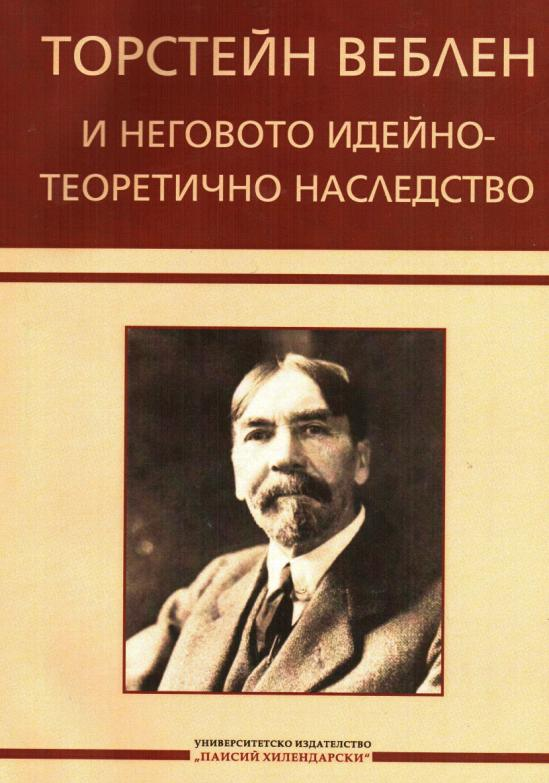 ТОРСТЕЙН ВЕБЛЕН
И НЕГОВОТО ИДЕЙНО-
ТЕОРЕТИЧНО НАСЛЕДСТВО
УНИВЕРСИТЕТСКО ИЗДАТЕЛСТВО
„ПАИСИЙ ХИЛЕНДАРСКИ“